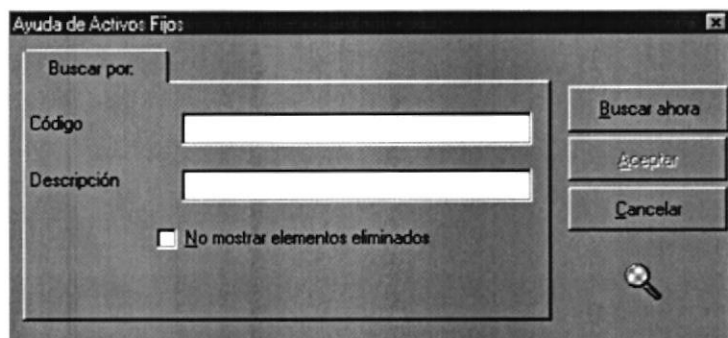 Ayuda de Activos Fijos
Buscar por:
Código
Descripción
No mostrar elementos eliminados
Buscar ahora
Aceptar
Cancelar